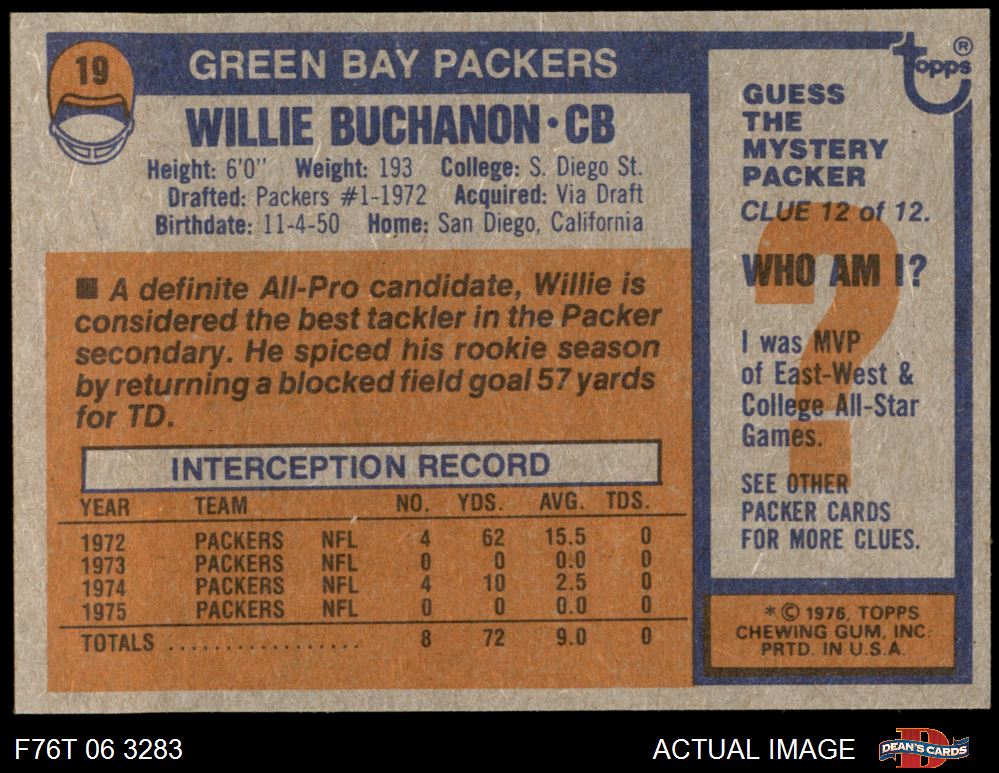 19
GREEN BAY PACKERS
WILLIE BUCHANON • CB
Height: 6'0" Weight: 193 College: S. Diego St.
Drafted: Packers #1-1972 Acquired: Via Draft
Birthdate: 11-4-50 Home: San Diego, California
■ A definite All-Pro candidate, Willie is
considered the best tackler in the Packer
secondary. He spiced his rookie season
by returning a blocked field goal 57 yards
for TD.
INTERCEPTION RECORD
YEAR TEAM NO. YDS. AVG. TDS.
1972 PACKERS NFL 4 62 15.5 0
1973 PACKERS NFL 0 0 0.0 0
1974 PACKERS NFL 4 10 2.5 0
1975 PACKERS NFL 0 0 0.0 0
TOTALS .................. 8 72 9.0 0
topps ®
GUESS
THE
MYSTERY
PACKER
CLUE 12 of 12.
?
WHO AM I?
I was MVP
of East-West &
College All-Star
Games.
SEE OTHER
PACKER CARDS
FOR MORE CLUES.
* © 1976, TOPPS
CHEWING GUM, INC.
PRTD. IN U.S.A.
F76T 06 3283
ACTUAL IMAGE
D
DEAN'S CARDS